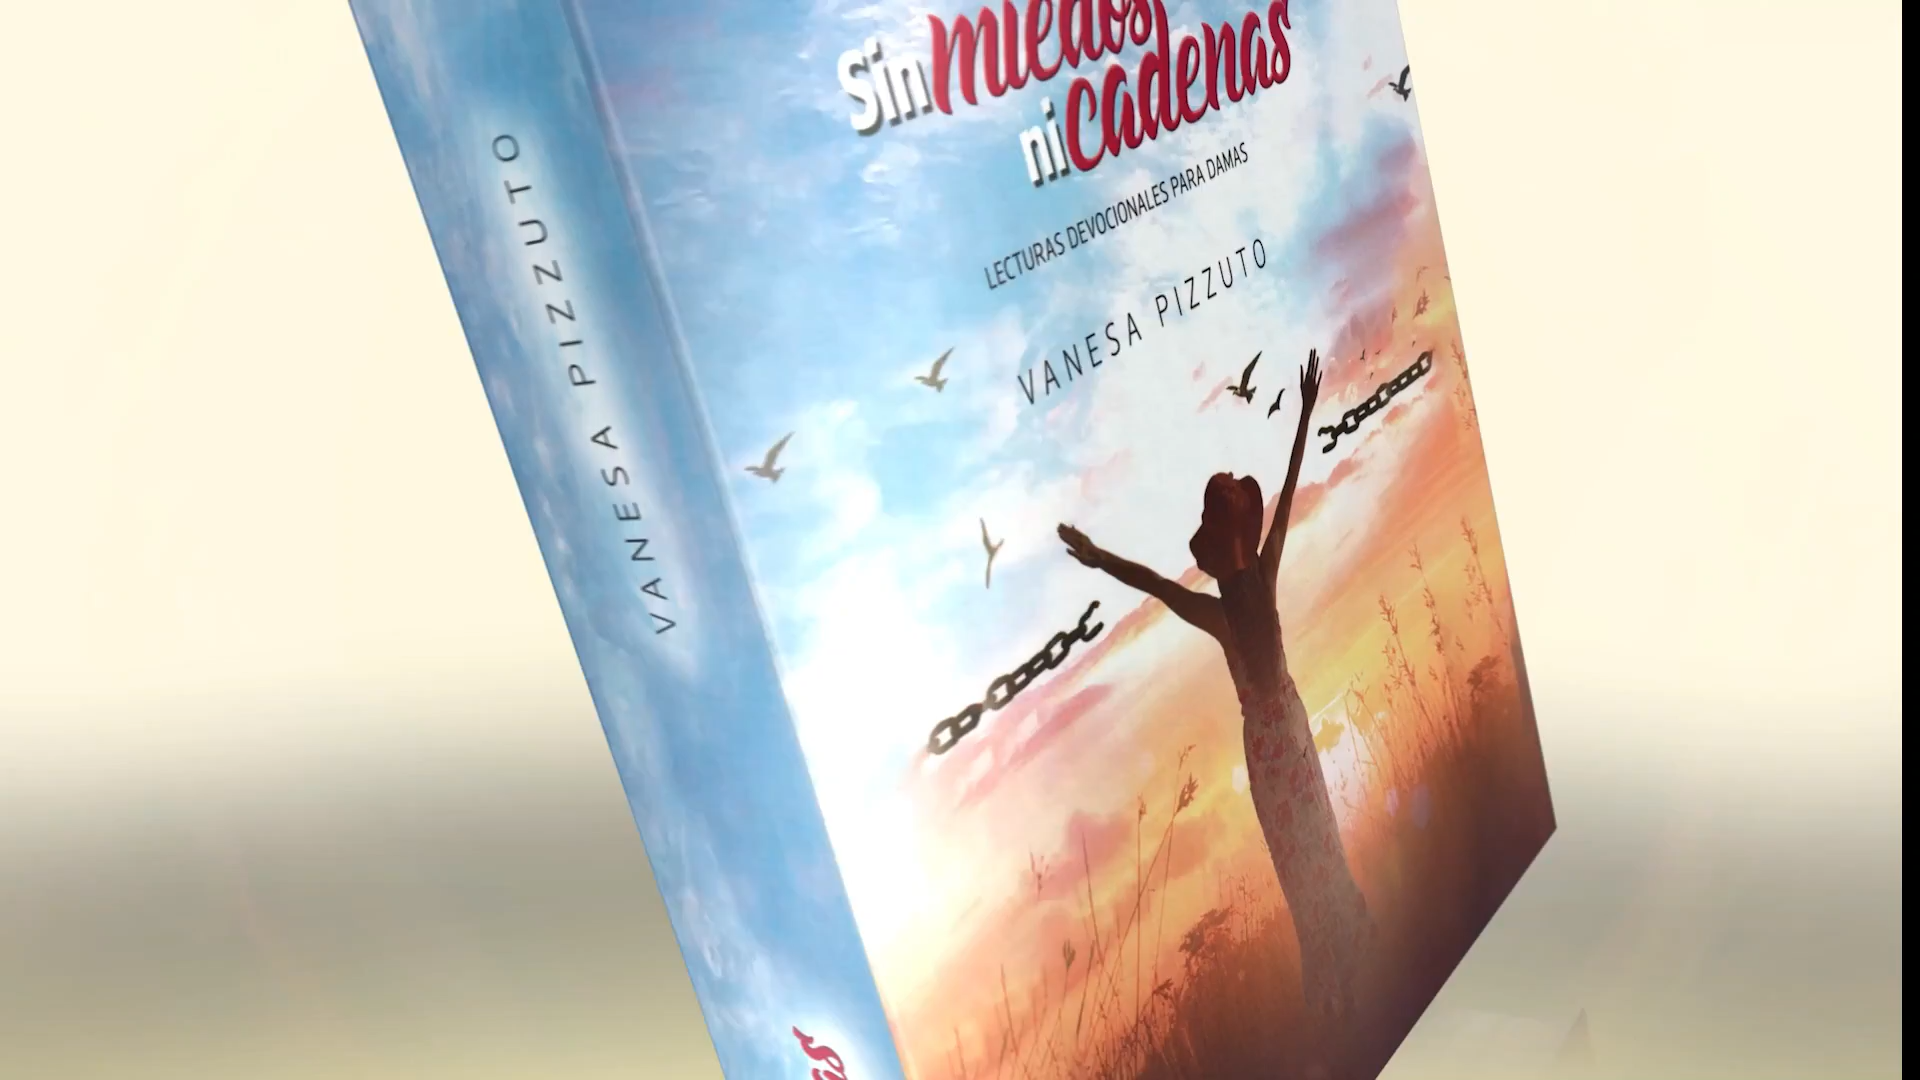 Sin miedos
ni cadenas
LECTURAS DEVOCIONALES PARA DAMAS
VANESA PIZZUTO
VANESA PIZZUTO